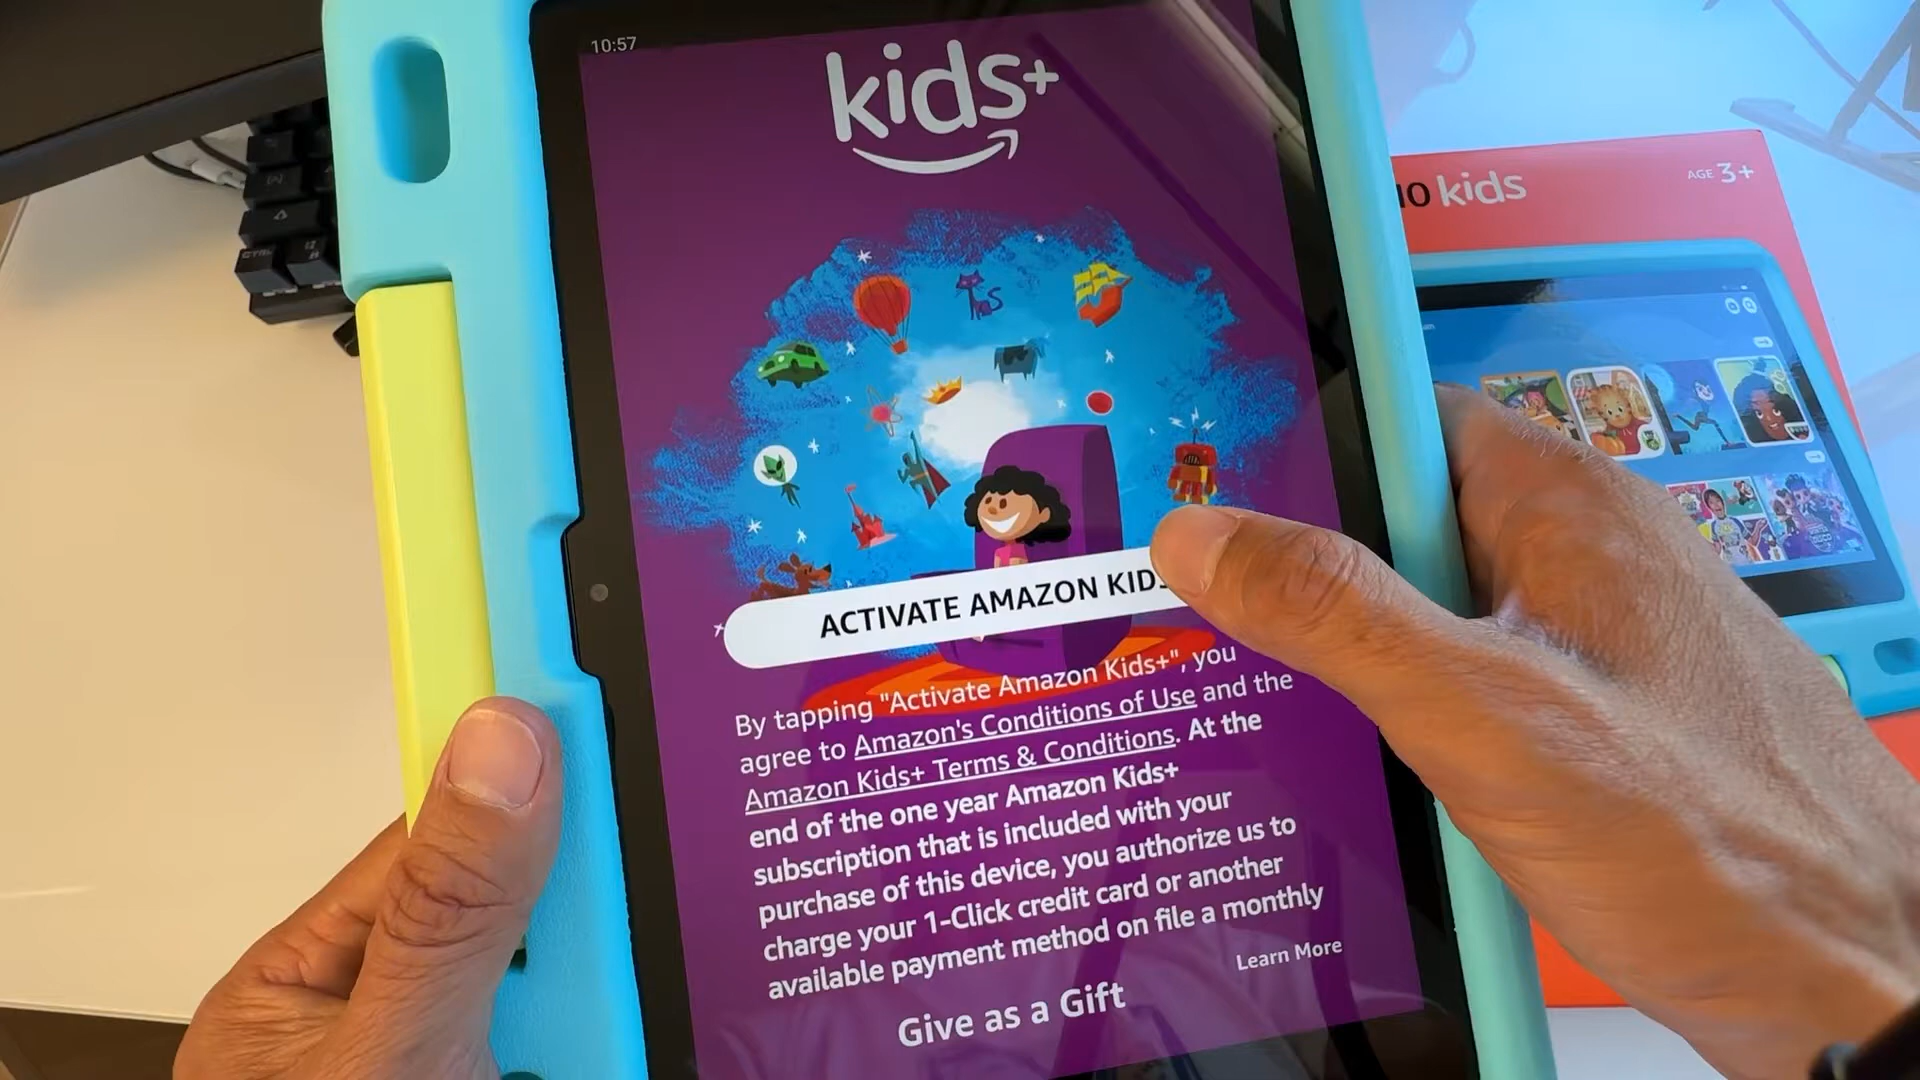 10:57
kids+
10 kids
AGE 3+
ACTIVATE AMAZON
By tapping "Activate Amazon Kids+", you
agree to Amazon's Conditions of Use and the
Amazon Kids+ Terms & Conditions. At the
end of the one year Amazon Kids+
subscription that is included with your
purchase of this device, you authorize us to
charge your 1-Click credit card or another
available payment method on file a monthly
Learn More
Give as a Gift
CTRL